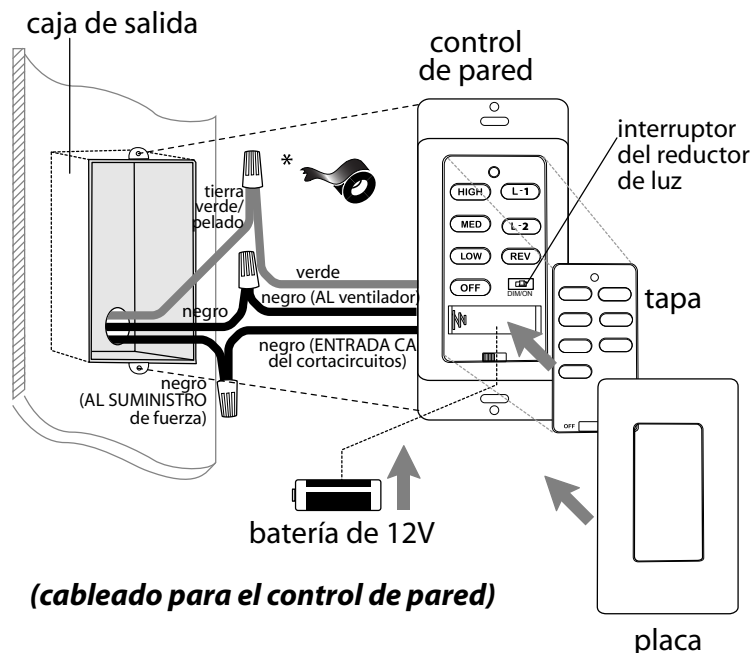 caja de salida
control
de pared
interruptor
del reductor
de luz
*
tierra
verde/
pelado
HIGH
L-1
MED
L-2
LOW
REV
OFF
DIM/ON
verde
negro
negro (AL ventilador)
negro (ENTRADA CA
del cortacircuitos)
negro
(AL SUMINISTRO
de fuerza)
tapa
OFF
batería de 12V
(cableado para el control de pared)
placa